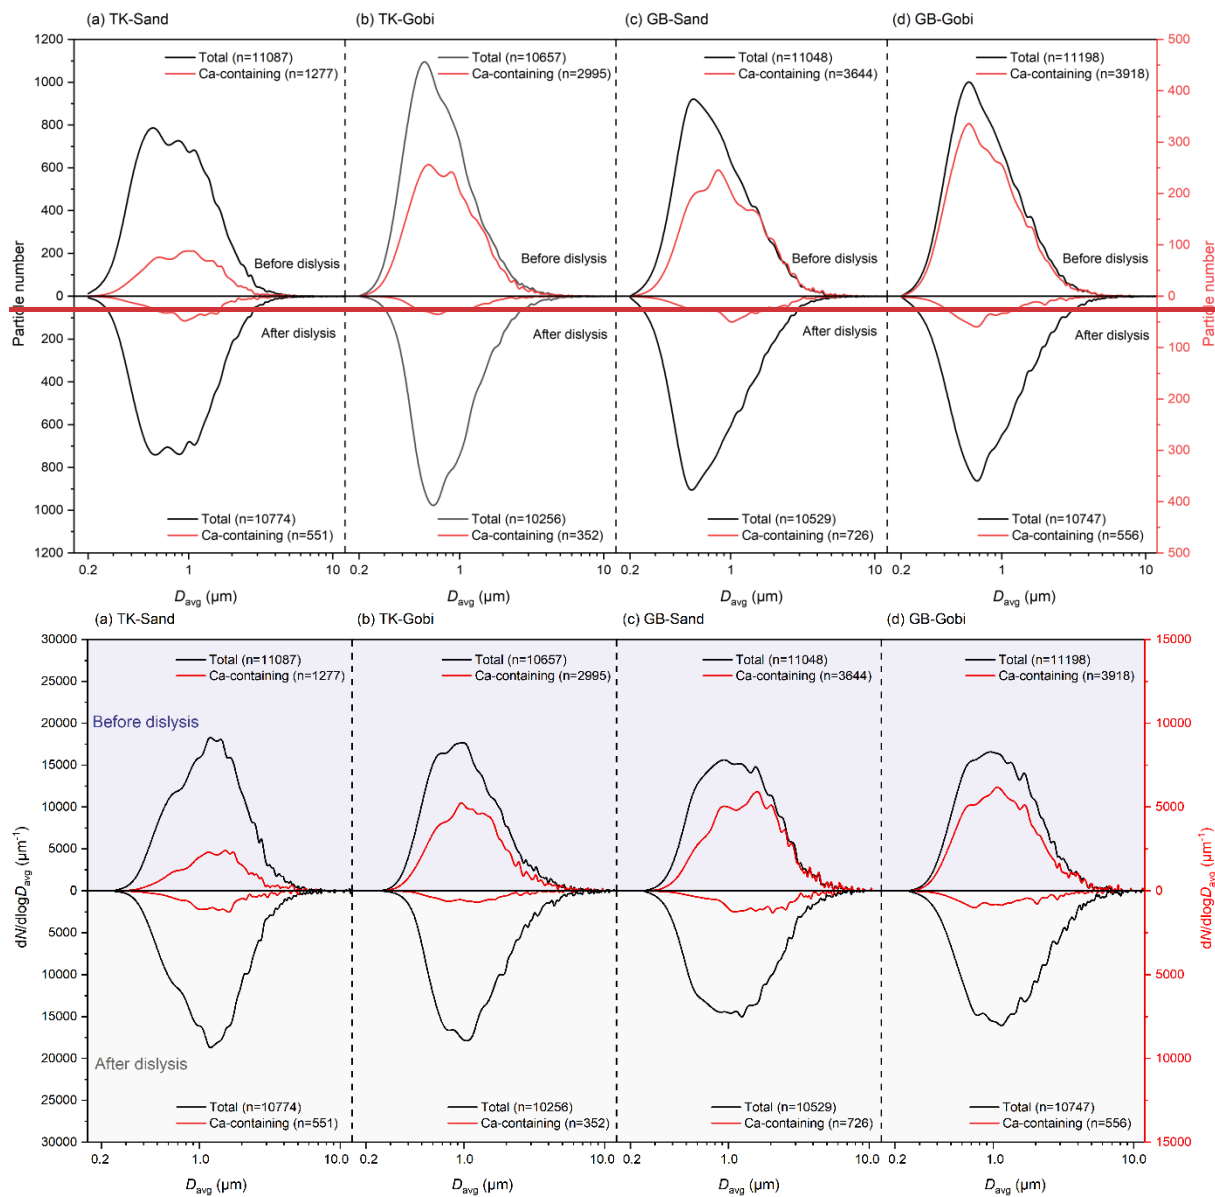 (a) TK-Sand (b) TK-Gobi (c) GB-Sand (d) GB-Gobi
1200 500
Total (n=11087) Total (n=10657) Total (n=11048) Total (n=11198)
Ca-containing (n=1277) Ca-containing (n=2995) Ca-containing (n=3644) Ca-containing (n=3918)
1000 400
800 300
600
400 200
200 100
Before dislysis Before dislysis Before dislysis Before dislysis
0 0
Particle number Particle number
After dislysis After dislysis After dislysis After dislysis
200 100
400 200
600
800 300
1000 400
Total (n=10774) Total (n=10256) Total (n=10529) Total (n=10747)
Ca-containing (n=551) Ca-containing (n=352) Ca-containing (n=726) Ca-containing (n=556)
1200 500
0.2 1 10 1 10 0.2 1 10 0.2 1 10
Davg (μm) Davg (μm) Davg (μm) Davg (μm)
(a) TK-Sand (b) TK-Gobi (c) GB-Sand (d) GB-Gobi
30000 15000
Total (n=11087) Total (n=10657) Total (n=11048) Total (n=11198)
Ca-containing (n=1277) Ca-containing (n=2995) Ca-containing (n=3644) Ca-containing (n=3918)
25000
Before dislysis
20000 10000
15000
10000 5000
5000
0 0
dN/dlogDavg (μm⁻¹) dN/dlogDavg (μm⁻¹)
5000
10000 5000
15000
20000 10000
After dislysis
25000
Total (n=10774) Total (n=10256) Total (n=10529) Total (n=10747)
Ca-containing (n=551) Ca-containing (n=352) Ca-containing (n=726) Ca-containing (n=556)
30000 15000
0.2 1.0 10.0 0.2 1.0 10.0 0.2 1.0 10.0 0.2 1.0 10.0
Davg (μm) Davg (μm) Davg (μm) Davg (μm)